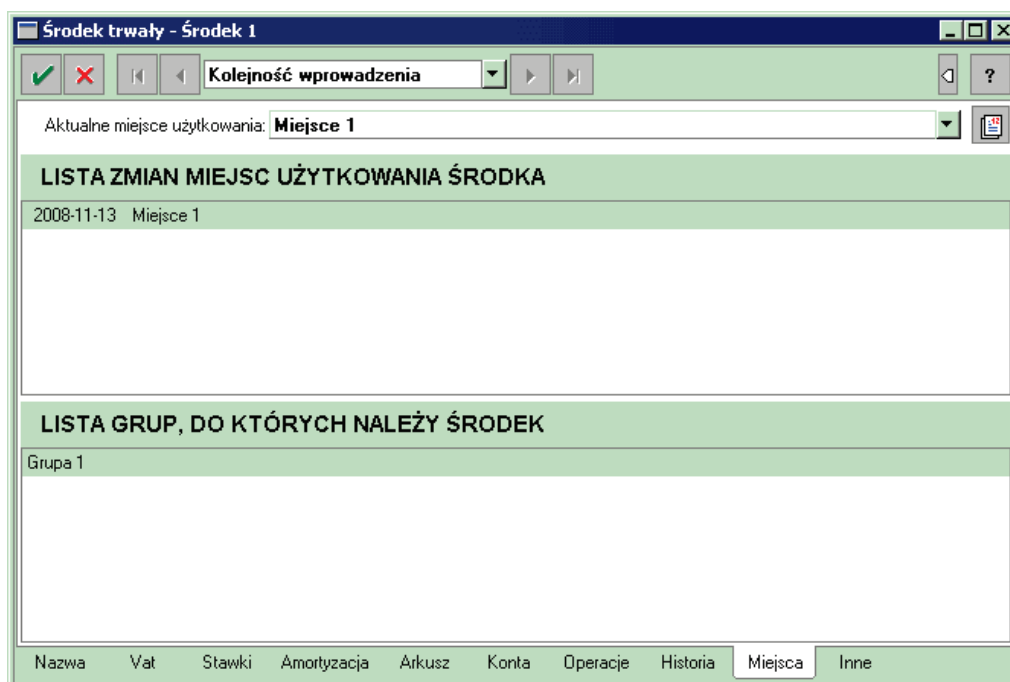 Środek trwały - Środek 1
Kolejność wprowadzenia
?
Aktualne miejsce użytkowania: Miejsce 1
12
LISTA ZMIAN MIEJSC UŻYTKOWANIA ŚRODKA
2008-11-13 Miejsce 1
LISTA GRUP, DO KTÓRYCH NALEŻY ŚRODEK
Grupa 1
Nazwa Vat Stawki Amortyzacja Arkusz Konta Operacje Historia Miejsca Inne